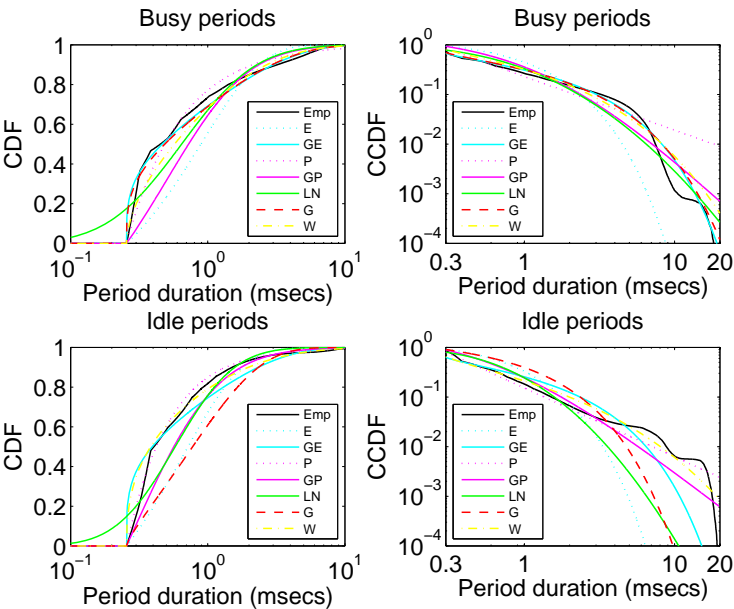 Busy periods
CDF
1
0.8
0.6
0.4
0.2
0
Emp
E
GE
P
GP
LN
G
W
10^-1
10^0
10^1
Period duration (msecs)
Busy periods
CCDF
10^0
10^-1
10^-2
10^-3
10^-4
Emp
E
GE
P
GP
LN
G
W
0.3
1
10
20
Period duration (msecs)
Idle periods
CDF
1
0.8
0.6
0.4
0.2
0
Emp
E
GE
P
GP
LN
G
W
10^-1
10^0
10^1
Period duration (msecs)
Idle periods
CCDF
10^0
10^-1
10^-2
10^-3
10^-4
Emp
E
GE
P
GP
LN
G
W
0.3
1
10
20
Period duration (msecs)